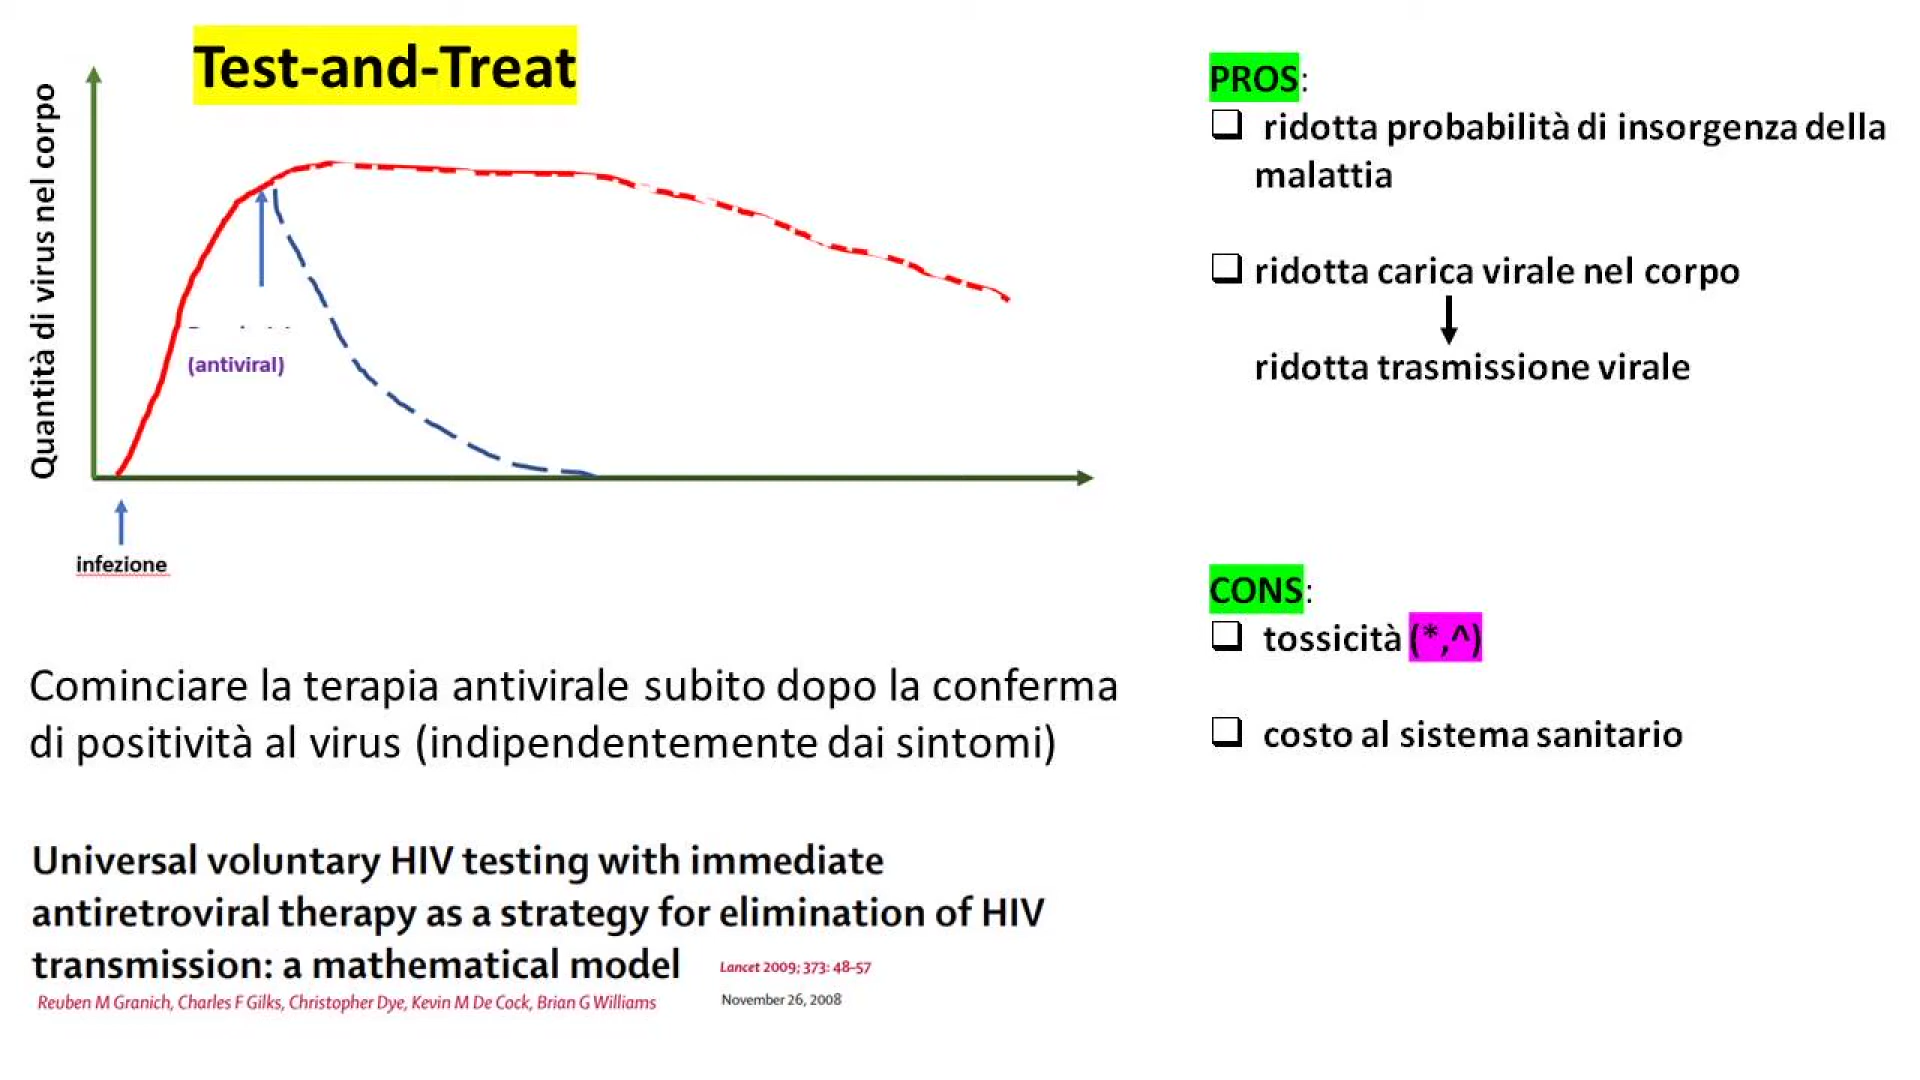 Test-and-Treat
Quantità di virus nel corpo
(antiviral)
infezione
Cominciare la terapia antivirale subito dopo la conferma
di positività al virus (indipendentemente dai sintomi)
Universal voluntary HIV testing with immediate
antiretroviral therapy as a strategy for elimination of HIV
transmission: a mathematical model
Lancet 2009; 373: 48–57
Reuben M Granich, Charles F Gilks, Christopher Dye, Kevin M De Cock, Brian G Williams
November 26, 2008
PROS:
ridotta probabilità di insorgenza della
malattia
ridotta carica virale nel corpo
ridotta trasmissione virale
CONS:
tossicità (*,^)
costo al sistema sanitario